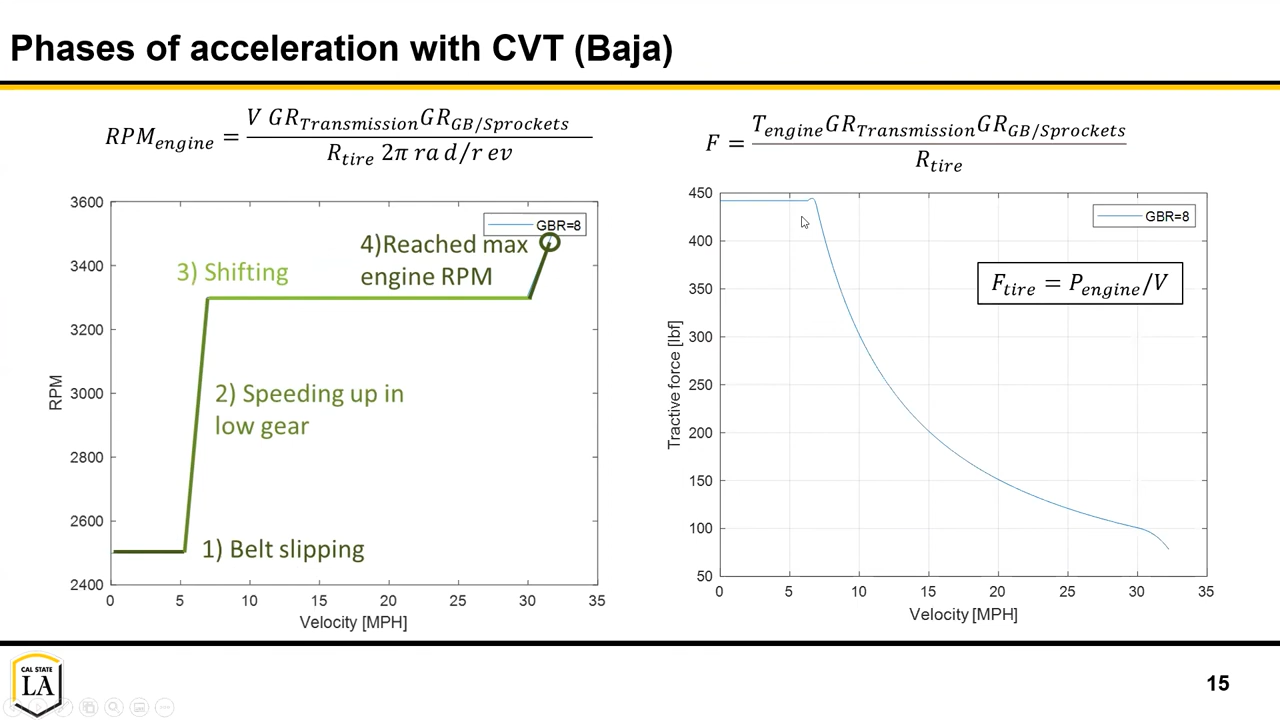 Phases of acceleration with CVT (Baja)
RPM_engine = V GR_Transmission GR_GB/Sprockets / R_tire 2π rad/rev
F = T_engine GR_Transmission GR_GB/Sprockets / R_tire
3600
3400
3200
3000
2800
2600
2400
RPM
GBR=8
4)Reached max
engine RPM
3) Shifting
2) Speeding up in
low gear
1) Belt slipping
0 5 10 15 20 25 30 35
Velocity [MPH]
450
400
350
300
250
200
150
100
50
Tractive force [lbf]
GBR=8
F_tire = P_engine/V
0 5 10 15 20 25 30 35
Velocity [MPH]
CAL STATE
LA
15